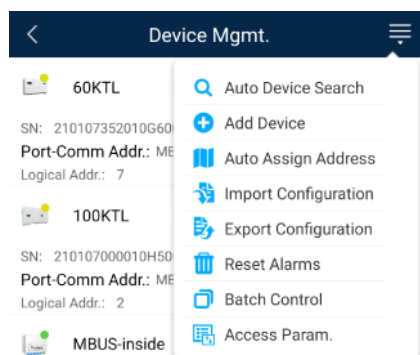 Device Mgmt.
60KTL
SN: 210107352010G60
Port-Comm Addr.: ME
Logical Addr.: 7
100KTL
SN: 210107000010H50
Port-Comm Addr.: ME
Logical Addr.: 2
MBUS-inside
Auto Device Search
Add Device
Auto Assign Address
Import Configuration
Export Configuration
Reset Alarms
Batch Control
Access Param.